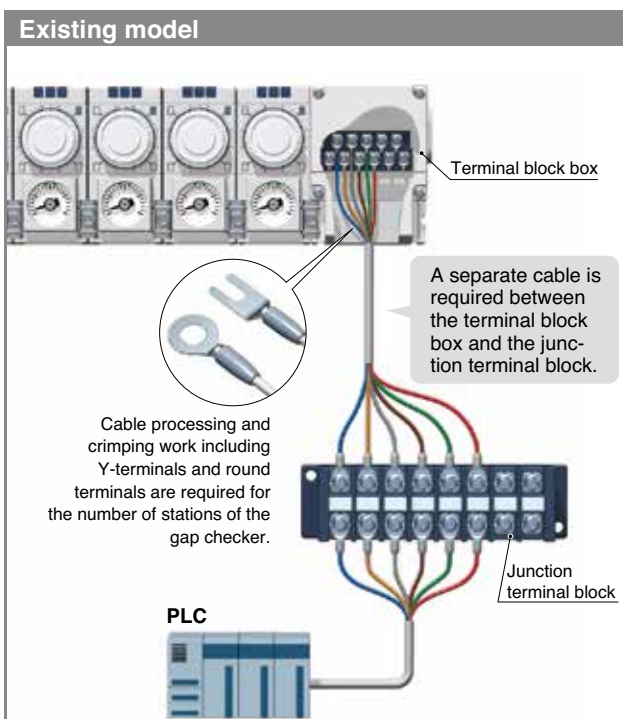 Existing model
Terminal block box
A separate cable is
required between
the terminal block
box and the junc-
tion terminal block.
Cable processing and
crimping work including
Y-terminals and round
terminals are required for
the number of stations of the
gap checker.
Junction
terminal block
PLC